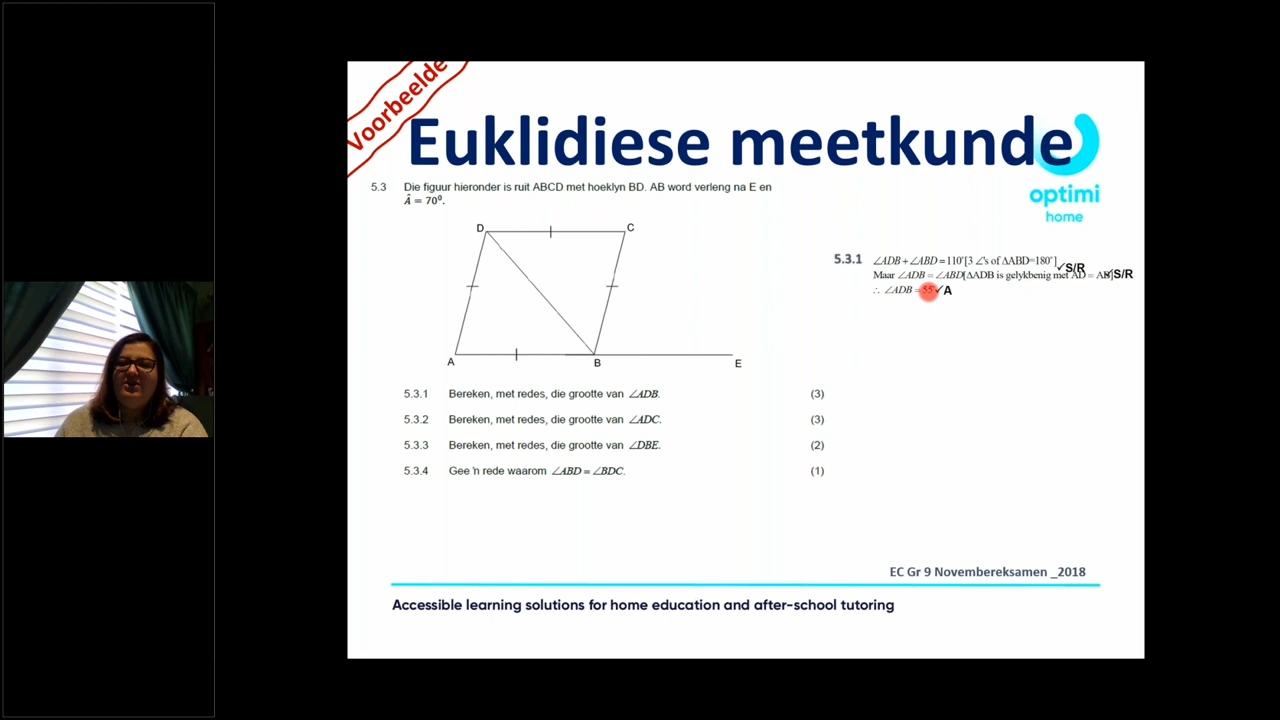 Voorbeelde
Euklidiese meetkunde
optimi
home
5.3 Die figuur hieronder is ruit ABCD met hoeklyn BD. AB word verleng na E en
Â = 70⁰.
D C
A B E
5.3.1 ∠ADB + ∠ABD = 110° [3 ∠'s of ΔABD=180°] ✓S/R
Maar ∠ADB = ∠ABD[ΔADB is gelykbenig met AD = AB] ✓S/R
∴ ∠ADB = 55° ✓A
5.3.1 Bereken, met redes, die grootte van ∠ADB. (3)
5.3.2 Bereken, met redes, die grootte van ∠ADC. (3)
5.3.3 Bereken, met redes, die grootte van ∠DBE. (2)
5.3.4 Gee 'n rede waarom ∠ABD = ∠BDC. (1)
EC Gr 9 Novembereksamen _2018
Accessible learning solutions for home education and after-school tutoring